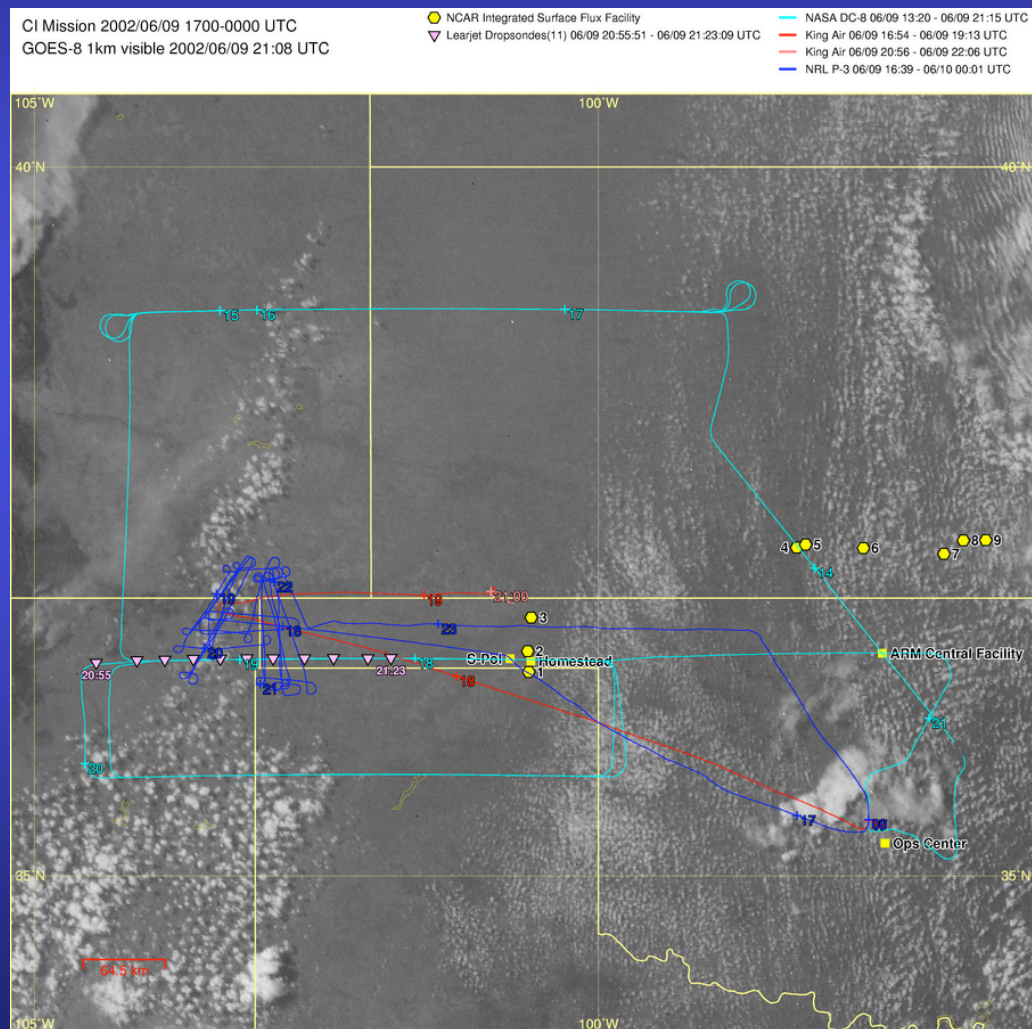 CI Mission 2002/06/09 1700-0000 UTC
GOES-8 1km visible 2002/06/09 21:08 UTC
NCAR Integrated Surface Flux Facility
Learjet Dropsondes(11) 06/09 20:55:51 - 06/09 21:23:09 UTC
NASA DC-8 06/09 13:20 - 06/09 21:15 UTC
King Air 06/09 16:54 - 06/09 19:13 UTC
King Air 06/09 20:56 - 06/09 22:06 UTC
NRL P-3 06/09 16:39 - 06/10 00:01 UTC
105°W
100°W
40°N
40°N
15
16
17
4
5
6
7
8
9
14
22
19
19
21:00
3
18
23
20
2
S-Pol
Homestead
ARM Central Facility
20:55
19
21:23
18
1
18
21
21
20
17
Ops Center
35°N
35°N
64.5 km
105°W
100°W